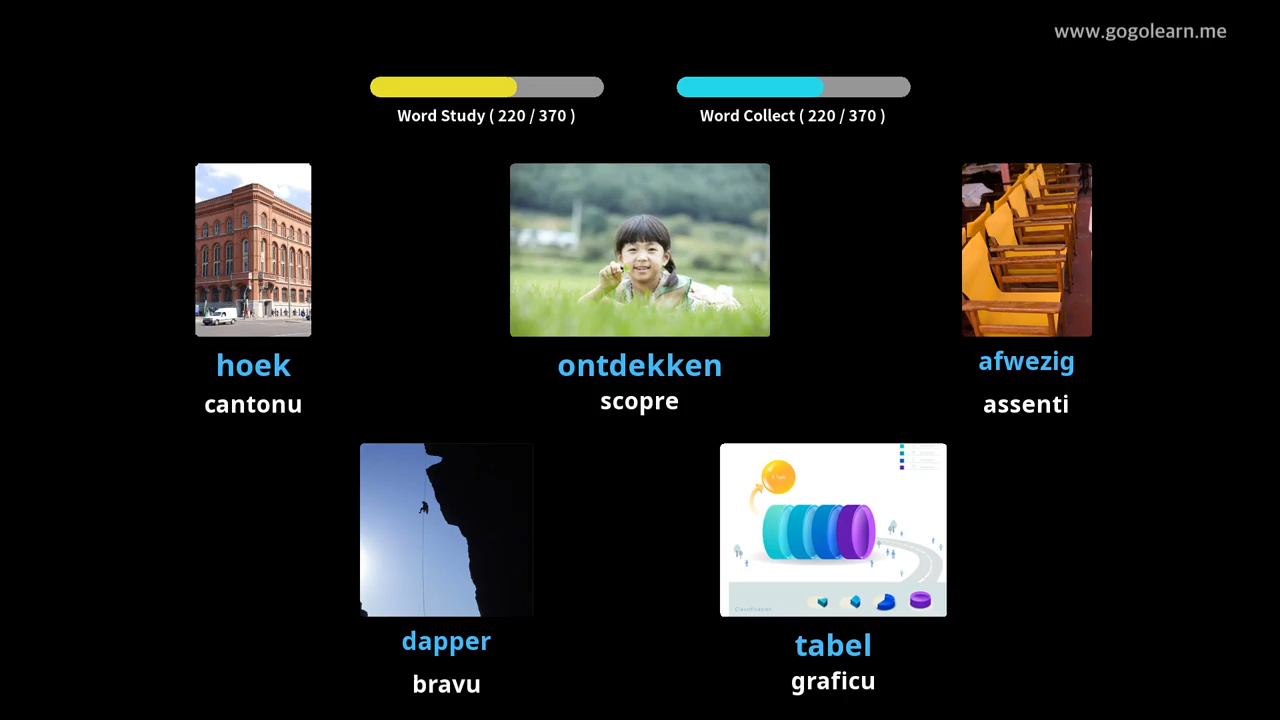 www.gogolearn.me
Word Study ( 220 / 370 )
Word Collect ( 220 / 370 )
hoek
cantonu
ontdekken
scopre
afwezig
assenti
dapper
bravu
Classification
tabel
graficu